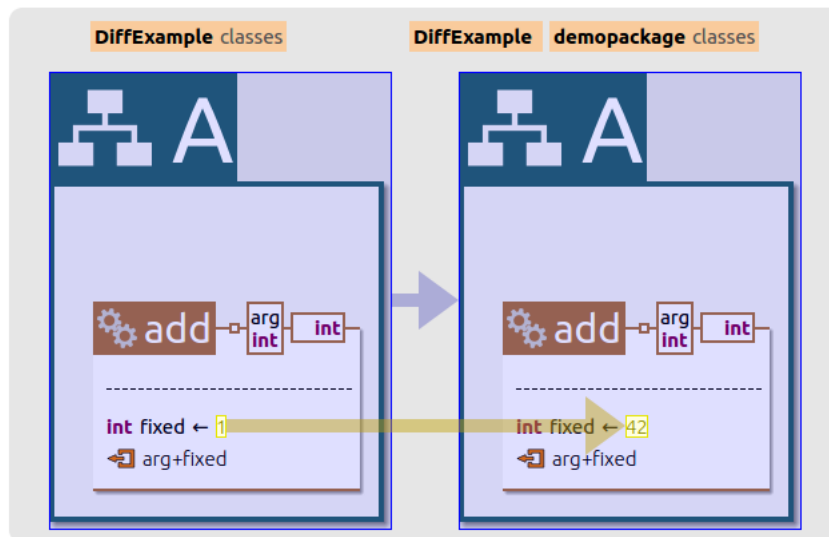 DiffExample classes
DiffExample demopackage classes
A
A
add arg int int
add arg int int
int fixed ← 1
int fixed ← 42
arg+fixed
arg+fixed